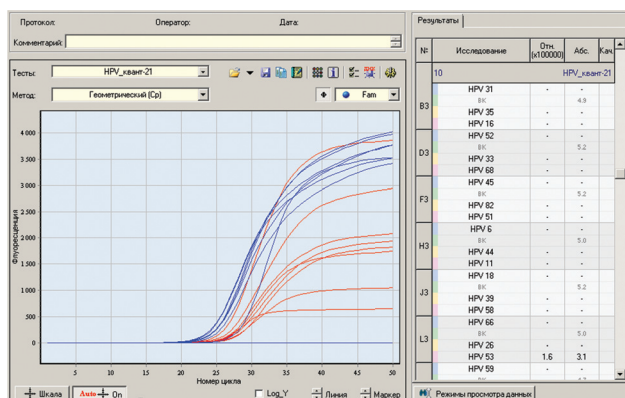 Протокол: Оператор: Дата:
Комментарий:
Тесты: HPV_квант-21
Метод: Геометрический (Cp) Fam
4 000
3 500
3 000
2 500
2 000
1 500
1 000
500
0
Флуоресценция
5 10 15 20 25 30 35 40 45 50
Номер цикла
Шкала Auto On Log_Y Линия Маркер
Результаты
№ Исследование Отн. (x100000) Абс. Кач.
10 HPV_квант-21
HPV 31 - -
B3 ВК 4.9
HPV 35 - -
HPV 16 - -
HPV 52 - -
D3 ВК 5.2
HPV 33 - -
HPV 68 - -
HPV 45 - -
F3 ВК 5.2
HPV 82 - -
HPV 51 - -
HPV 6 - -
H3 ВК
HPV 44 - -
HPV 11 - -
HPV 18 - -
J3 ВК 5.2
HPV 39 - -
HPV 58 - -
HPV 66 - -
L3 ВК
HPV 26 - -
HPV 53 1.6 3.1
HPV 59 - -
ВК
Режимы просмотра данных